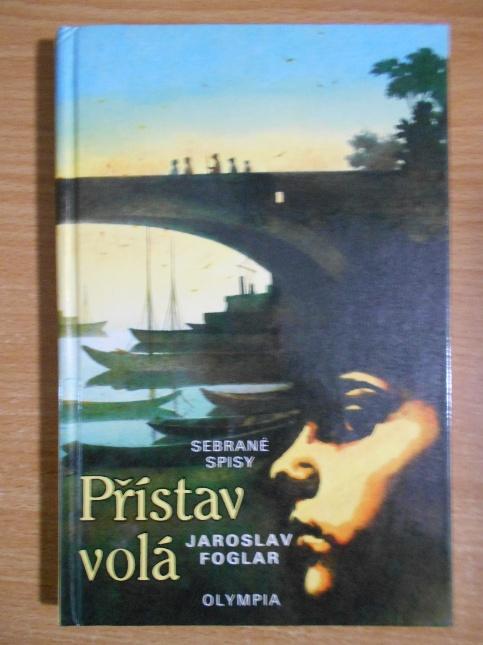 SEBRANÉ
SPISY
Přístav
volá
JAROSLAV
FOGLAR
OLYMPIA